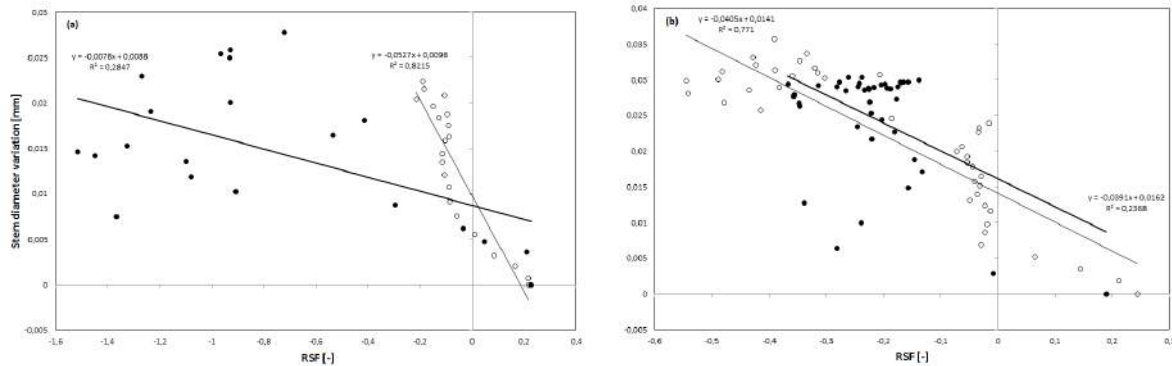 (a)
y = -0,0078x + 0,0088
R² = 0,2847
y = -0,0527x + 0,0098
R² = 0,8215
0,03
0,025
0,02
0,015
0,01
0,005
0
-0,005
Stem diameter variation [mm]
-1,6 -1,4 -1,2 -1 -0,8 -0,6 -0,4 -0,2 0 0,2 0,4
RSF [-]
(b)
y = -0,0405x + 0,0141
R² = 0,771
y = -0,0391x + 0,0162
R² = 0,2368
0,04
0,035
0,03
0,025
0,02
0,015
0,01
0,005
0
-0,005
-0,6 -0,5 -0,4 -0,3 -0,2 -0,1 0 0,1 0,2 0,3
RSF [-]